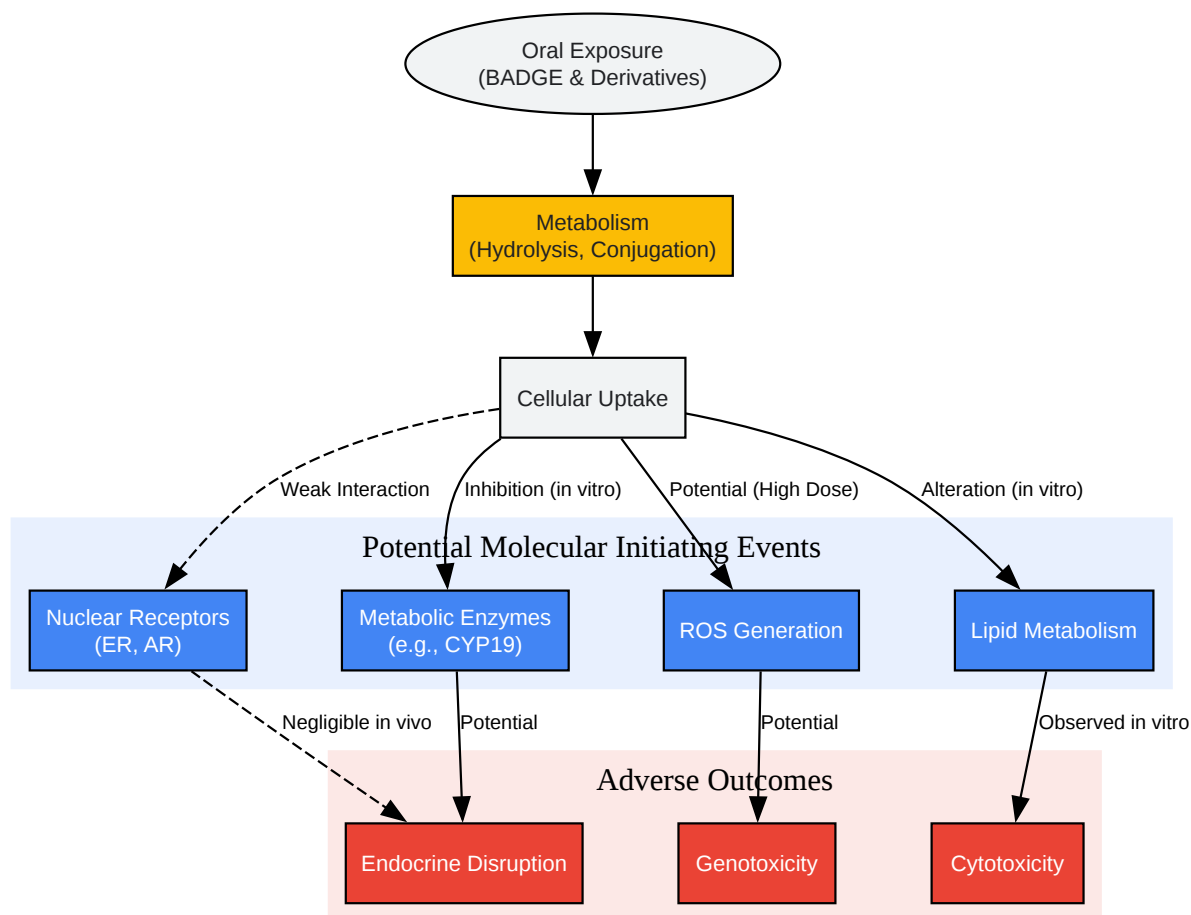 Oral Exposure
(BADGE & Derivatives)
Metabolism
(Hydrolysis, Conjugation)
Cellular Uptake
Weak Interaction
Inhibition (in vitro)
Potential (High Dose)
Alteration (in vitro)
Potential Molecular Initiating Events
Nuclear Receptors
(ER, AR)
Metabolic Enzymes
(e.g., CYP19)
ROS Generation
Lipid Metabolism
Negligible in vivo
Potential
Potential
Observed in vitro
Adverse Outcomes
Endocrine Disruption
Genotoxicity
Cytotoxicity